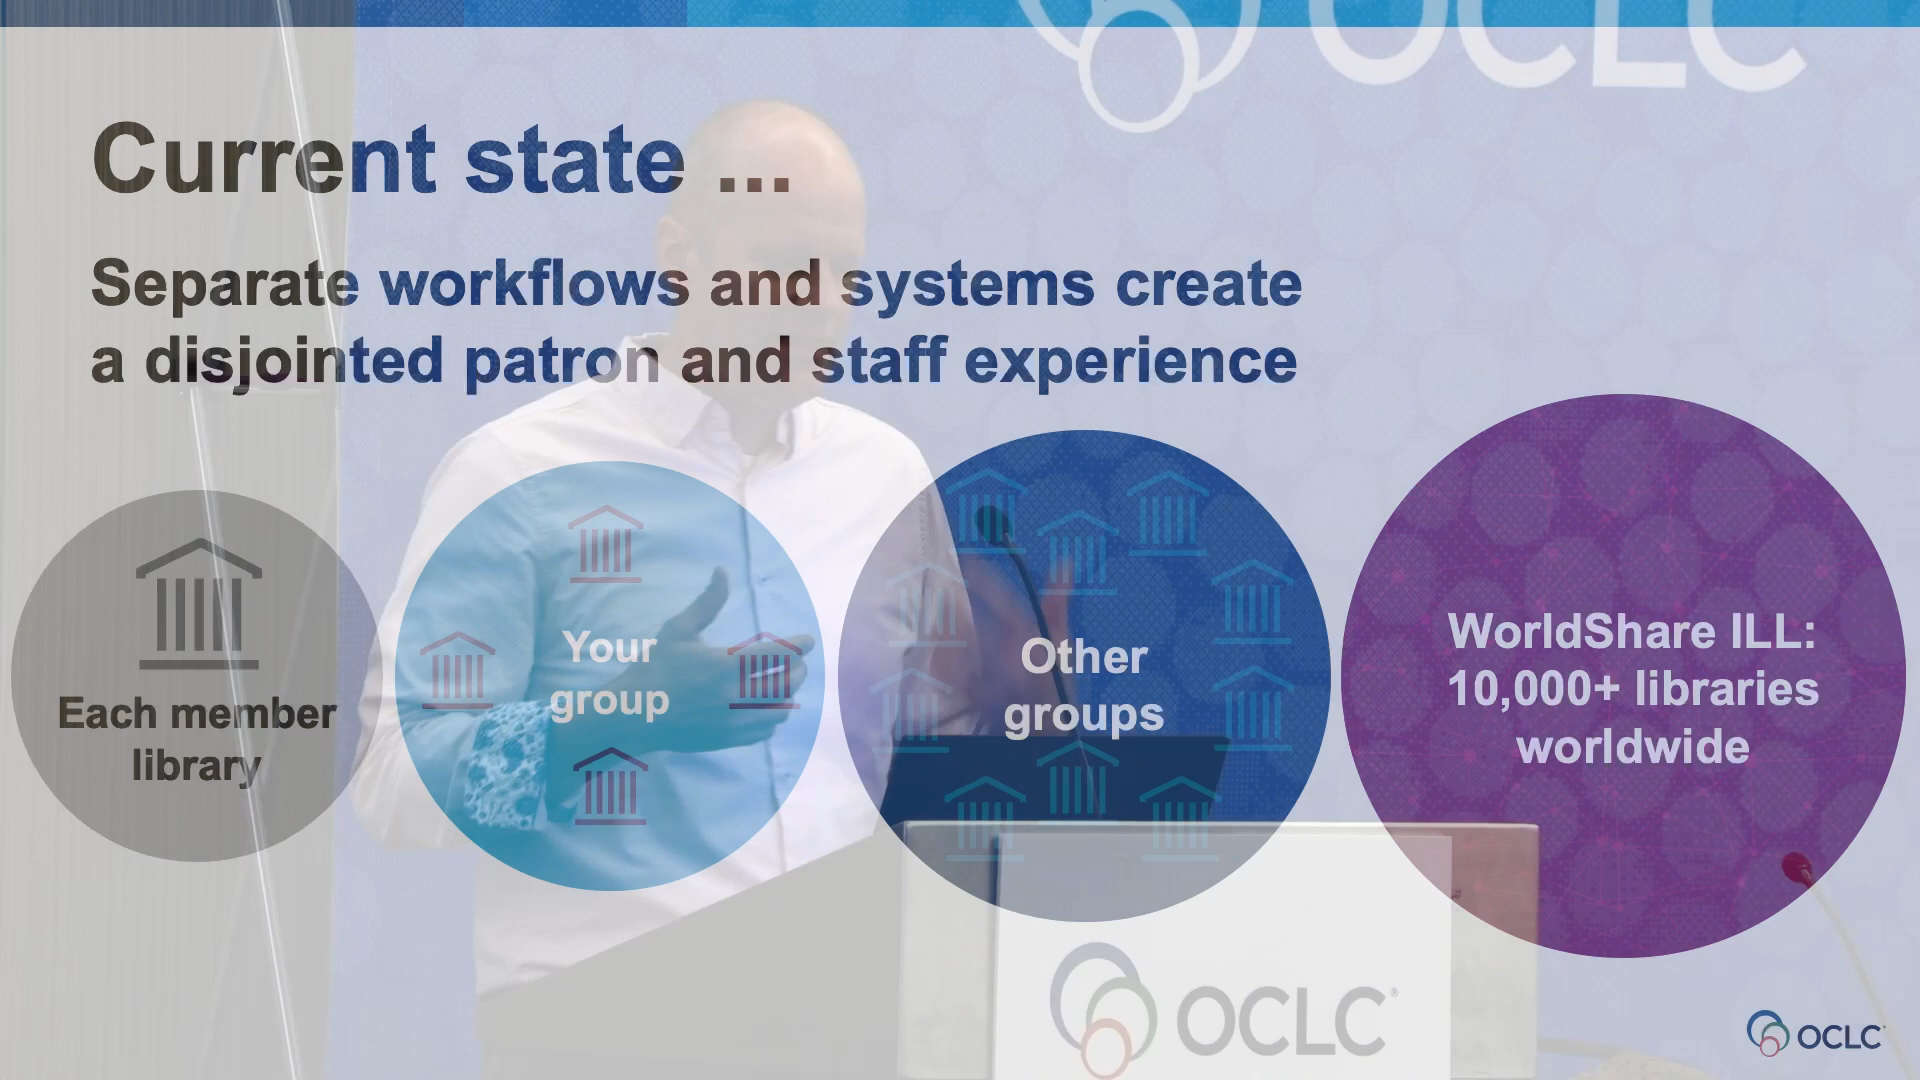 OCLC
Current state ...
Separate workflows and systems create
a disjointed patron and staff experience
Each member
library
Your
group
Other
groups
WorldShare ILL:
10,000+ libraries
worldwide
OCLC
OCLC